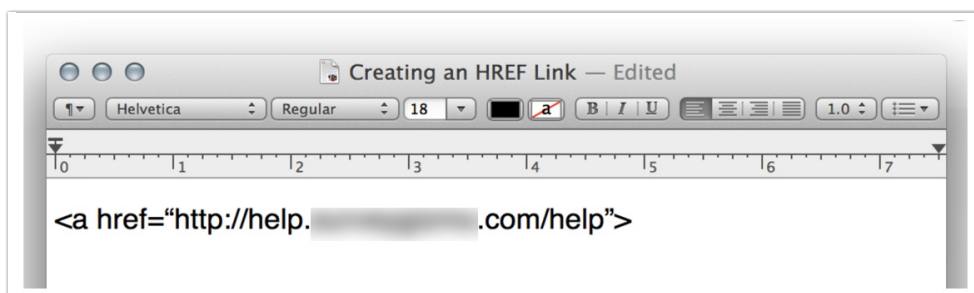 Creating an HREF Link — Edited
¶ Helvetica Regular 18 a B I U 1.0
0 1 2 3 4 5 6 7
<a href=“http://help. .com/help”>